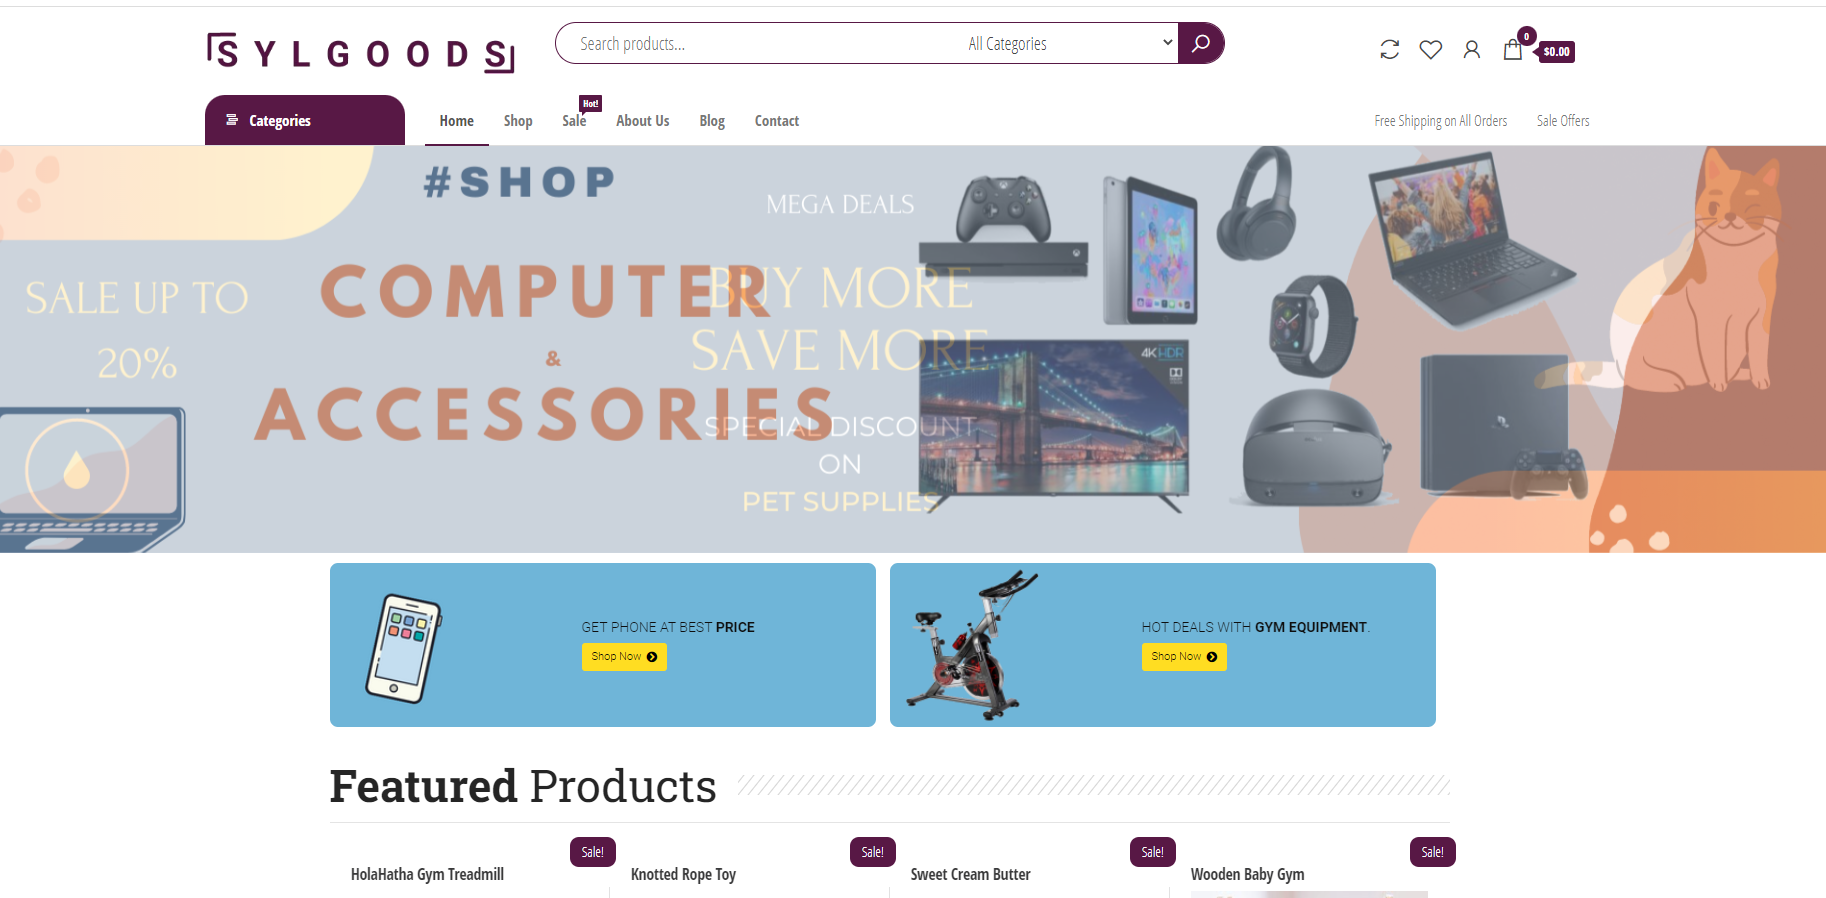 SYLGOODS
Search products...
All Categories
0
$0.00
Categories
Home
Shop
Sale
Hot!
About Us
Blog
Contact
Free Shipping on All Orders
Sale Offers
#SHOP
COMPUTER
&
ACCESSORIES
SALE UP TO
20%
MEGA DEALS
BUY MORE
SAVE MORE
SPECIAL DISCOUNT
ON
PET SUPPLIES
4K HDR
GET PHONE AT BEST PRICE
Shop Now
HOT DEALS WITH GYM EQUIPMENT.
Shop Now
Featured Products
Sale!
HolaHatha Gym Treadmill
Sale!
Knotted Rope Toy
Sale!
Sweet Cream Butter
Sale!
Wooden Baby Gym